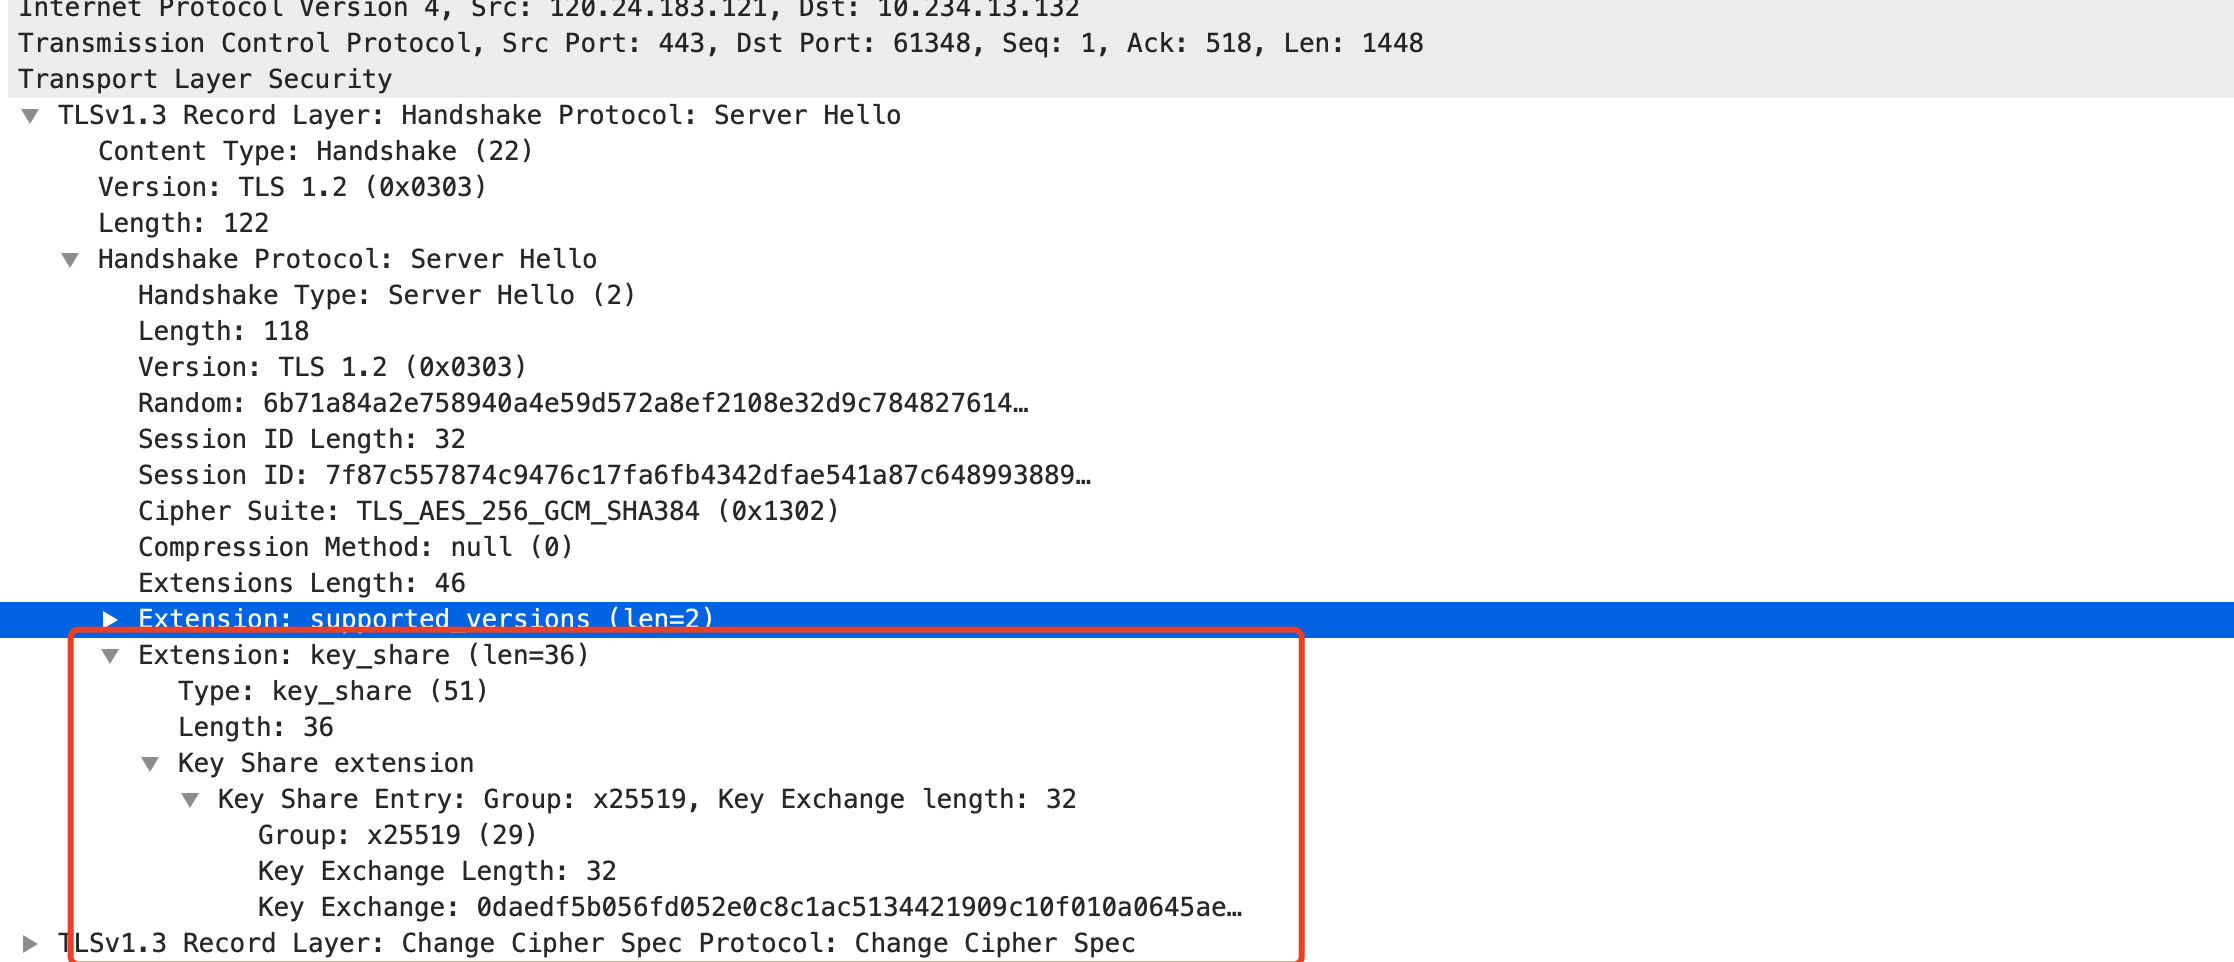 Internet Protocol Version 4, Src: 120.24.183.121, Dst: 10.234.13.132
Transmission Control Protocol, Src Port: 443, Dst Port: 61348, Seq: 1, Ack: 518, Len: 1448
Transport Layer Security
TLSv1.3 Record Layer: Handshake Protocol: Server Hello
Content Type: Handshake (22)
Version: TLS 1.2 (0x0303)
Length: 122
Handshake Protocol: Server Hello
Handshake Type: Server Hello (2)
Length: 118
Version: TLS 1.2 (0x0303)
Random: 6b71a84a2e758940a4e59d572a8ef2108e32d9c784827614…
Session ID Length: 32
Session ID: 7f87c557874c9476c17fa6fb4342dfae541a87c648993889…
Cipher Suite: TLS_AES_256_GCM_SHA384 (0x1302)
Compression Method: null (0)
Extensions Length: 46
Extension: supported_versions (len=2)
Extension: key_share (len=36)
Type: key_share (51)
Length: 36
Key Share extension
Key Share Entry: Group: x25519, Key Exchange length: 32
Group: x25519 (29)
Key Exchange Length: 32
Key Exchange: 0daedf5b056fd052e0c8c1ac5134421909c10f010a0645ae…
TLSv1.3 Record Layer: Change Cipher Spec Protocol: Change Cipher Spec